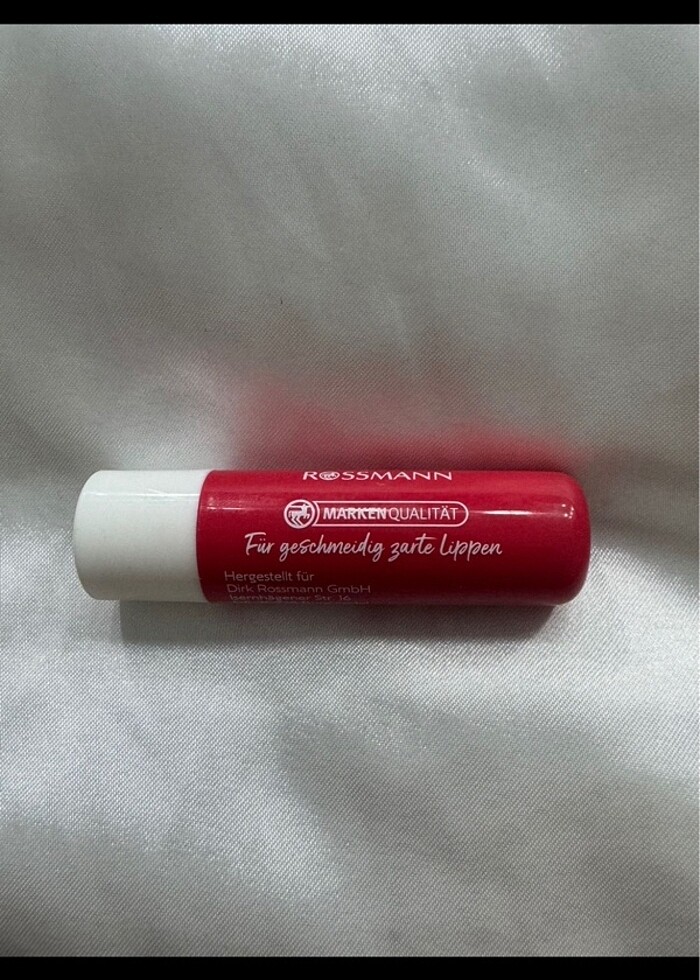 ROSSMANN
MARKENQUALITÄT
Für geschmeidig zarte Lippen
Hergestellt für
Dirk Rossmann GmbH
Isernhägener Str. 16